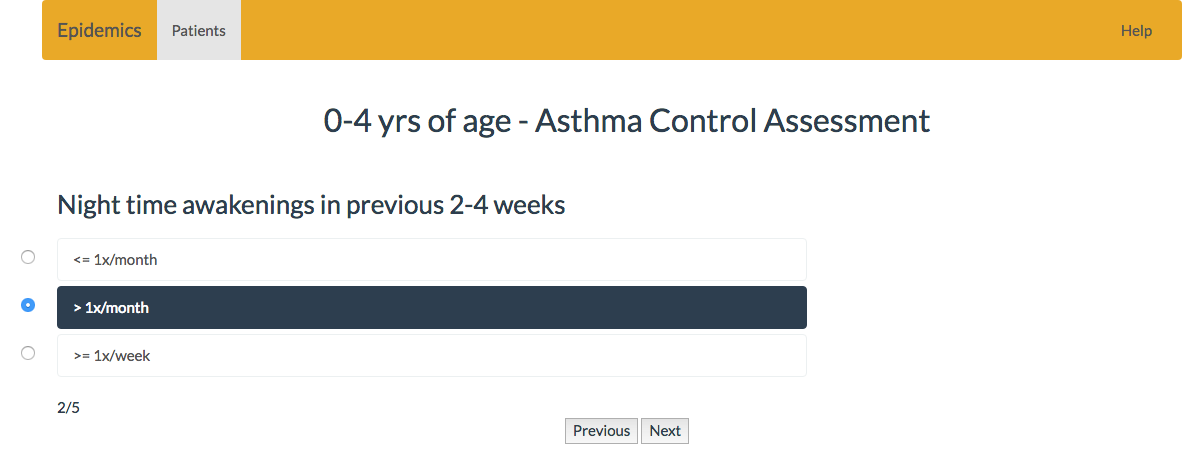 Epidemics Patients Help
0-4 yrs of age - Asthma Control Assessment
Night time awakenings in previous 2-4 weeks
<= 1x/month
> 1x/month
>= 1x/week
2/5
Previous Next